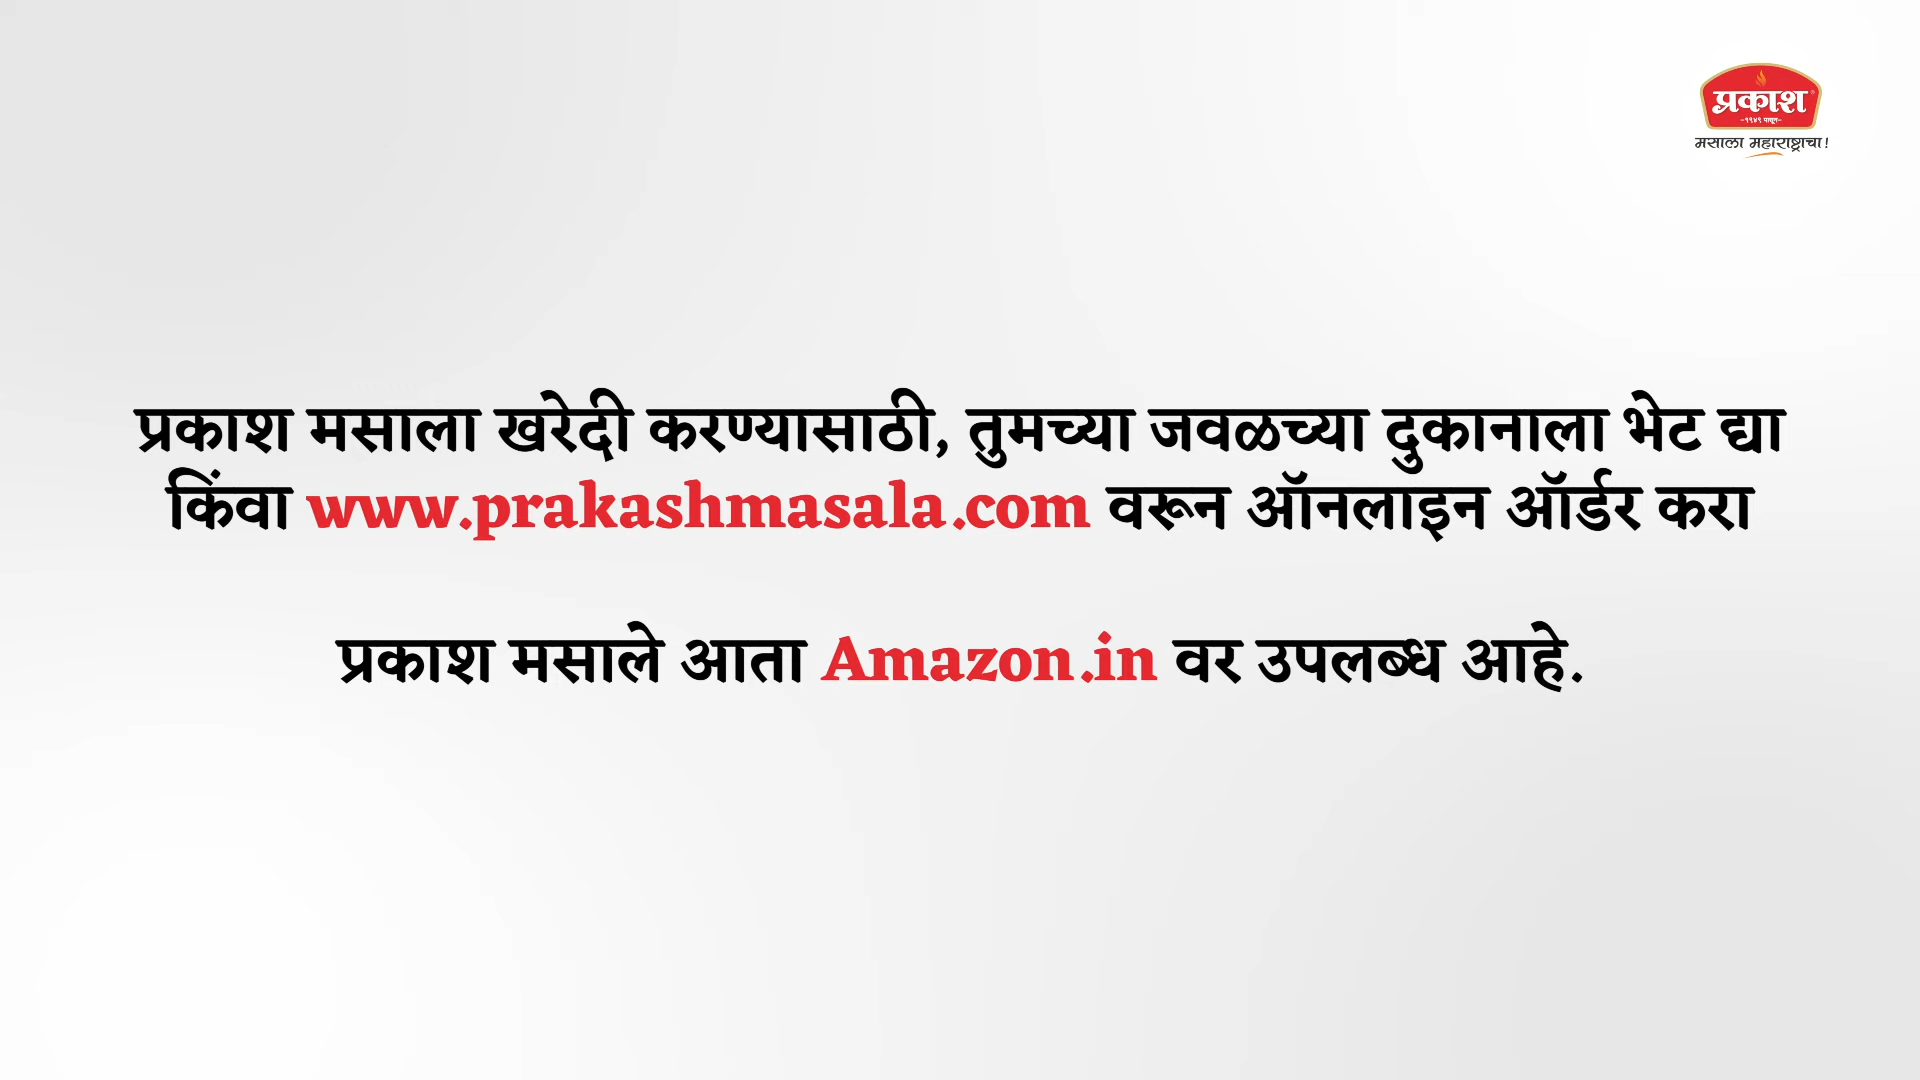 प्रकाश
-१९४९ पासून-
मसाला महाराष्ट्राचा!
प्रकाश मसाला खरेदी करण्यासाठी, तुमच्या जवळच्या दुकानाला भेट द्या
किंवा www.prakashmasala.com वरून ऑनलाइन ऑर्डर करा
प्रकाश मसाले आता Amazon.in वर उपलब्ध आहे.